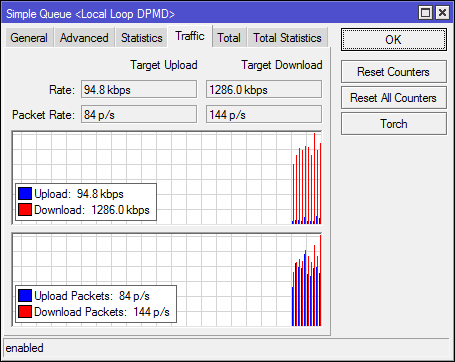 Simple Queue <Local Loop DPMD>
General Advanced Statistics Traffic Total Total Statistics
Target Upload Target Download
Rate: 94.8 kbps 1286.0 kbps
Packet Rate: 84 p/s 144 p/s
Upload: 94.8 kbps
Download: 1286.0 kbps
Upload Packets: 84 p/s
Download Packets: 144 p/s
OK
Reset Counters
Reset All Counters
Torch
enabled